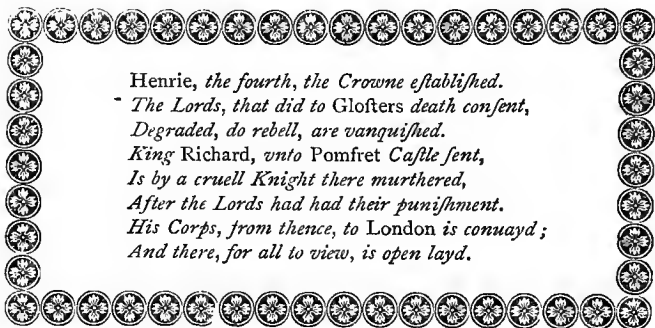 Henrie, the fourth, the Crowne eſtabliſhed.
The Lords, that did to Gloſters death conſent,
Degraded, do rebell, are vanquiſhed.
King Richard, vnto Pomfret Caſtle ſent,
Is by a cruell Knight there murthered,
After the Lords had had their puniſhment.
His Corps, from thence, to London is conuayd;
And there, for all to view, is open layd.